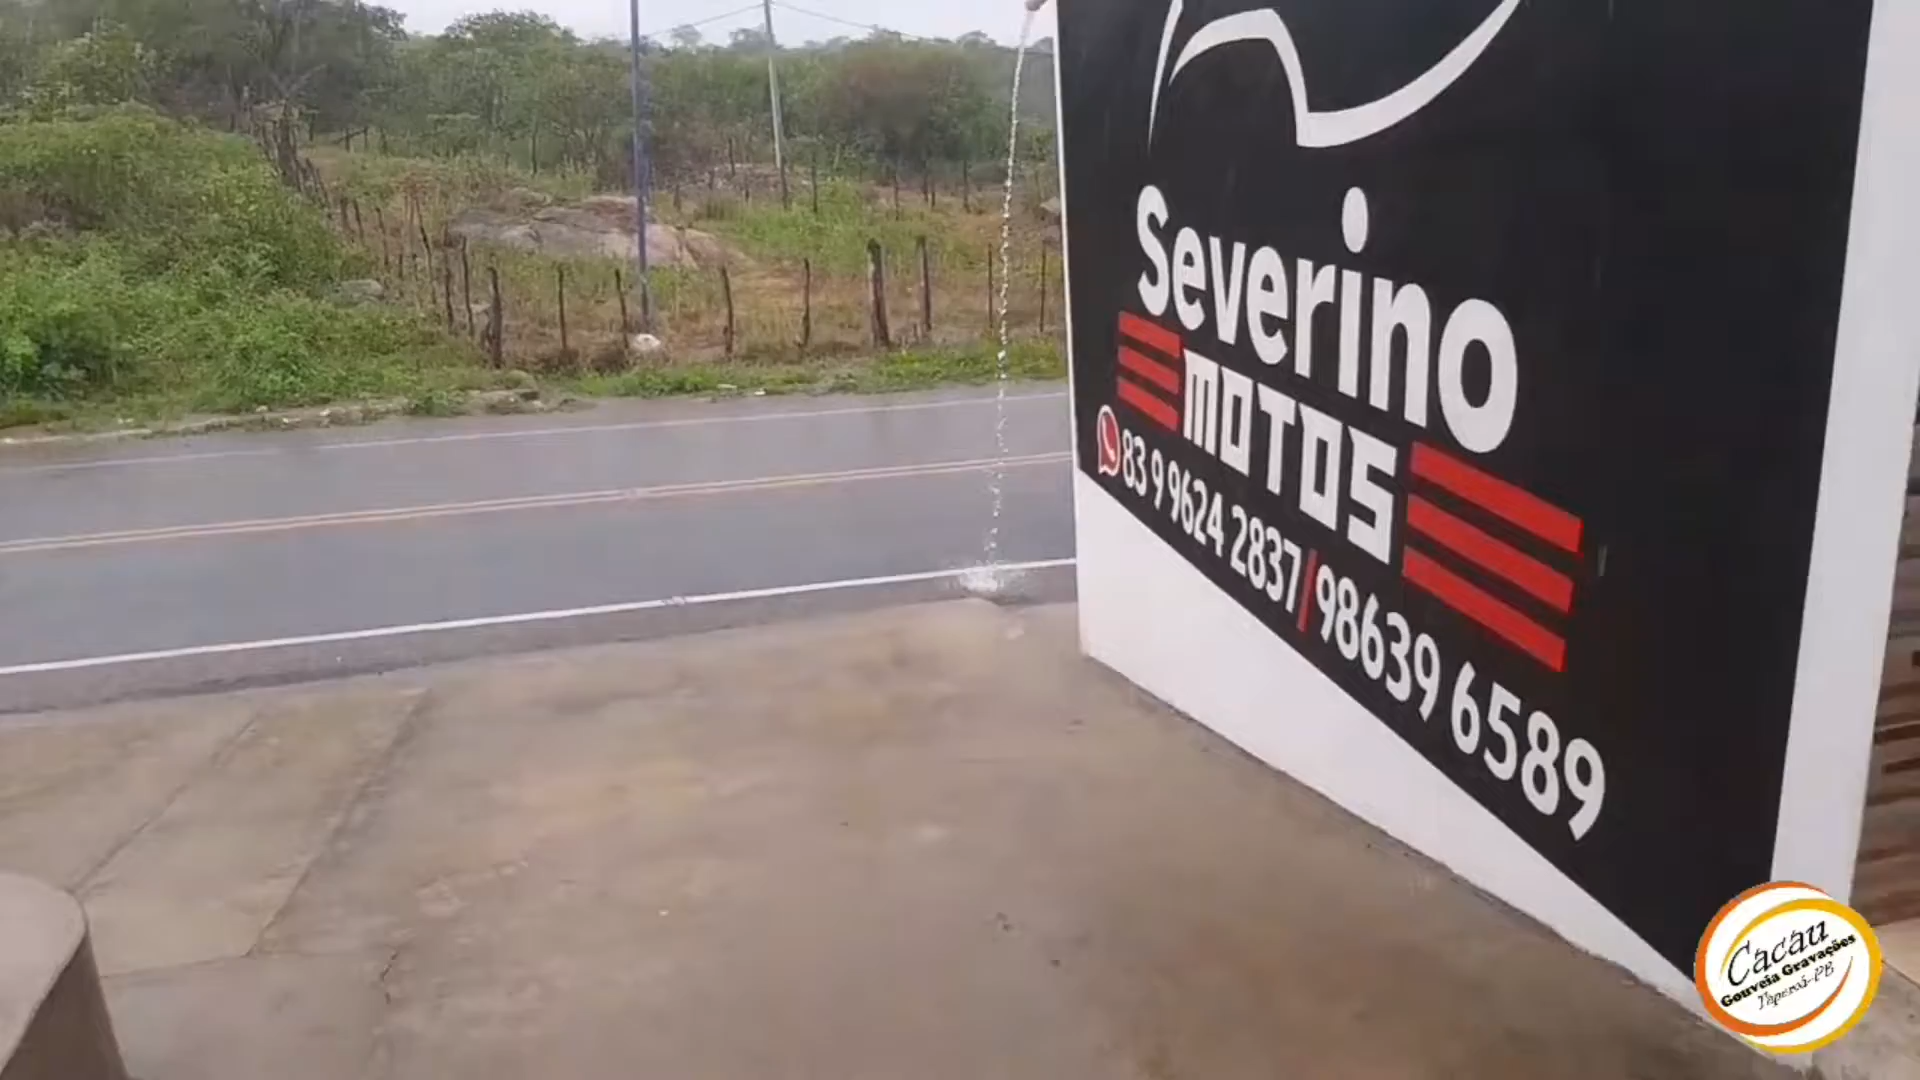 Severino
MOTOS
83 9 9624 2837/98639 6589
Cacau
Gouveia Gravações
Taperoá-PB